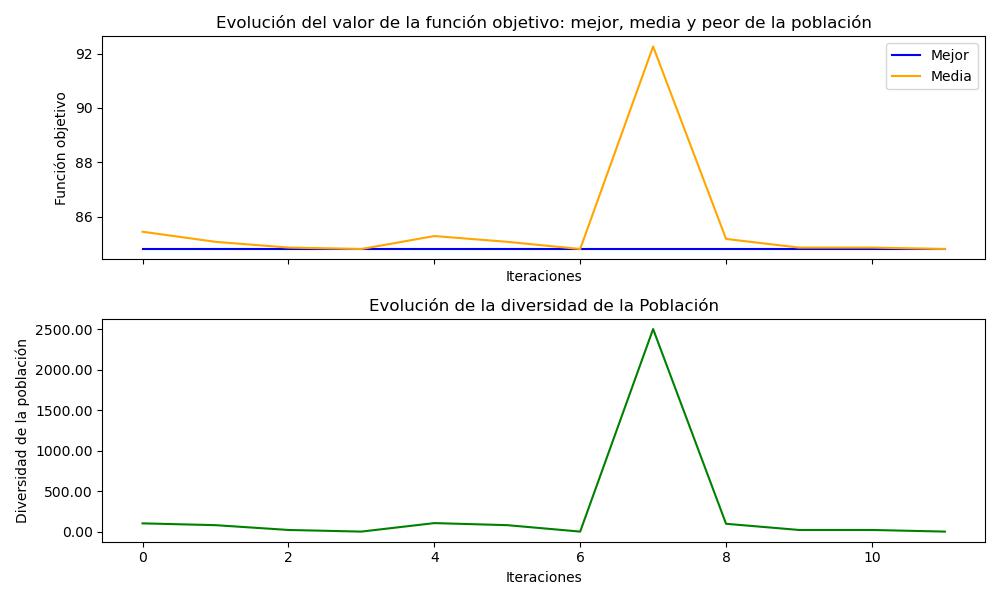 Evolución del valor de la función objetivo: mejor, media y peor de la población
92
90
88
86
Función objetivo
Mejor
Media
Iteraciones
Evolución de la diversidad de la Población
2500.00
2000.00
1500.00
1000.00
500.00
0.00
Diversidad de la población
0 2 4 6 8 10
Iteraciones